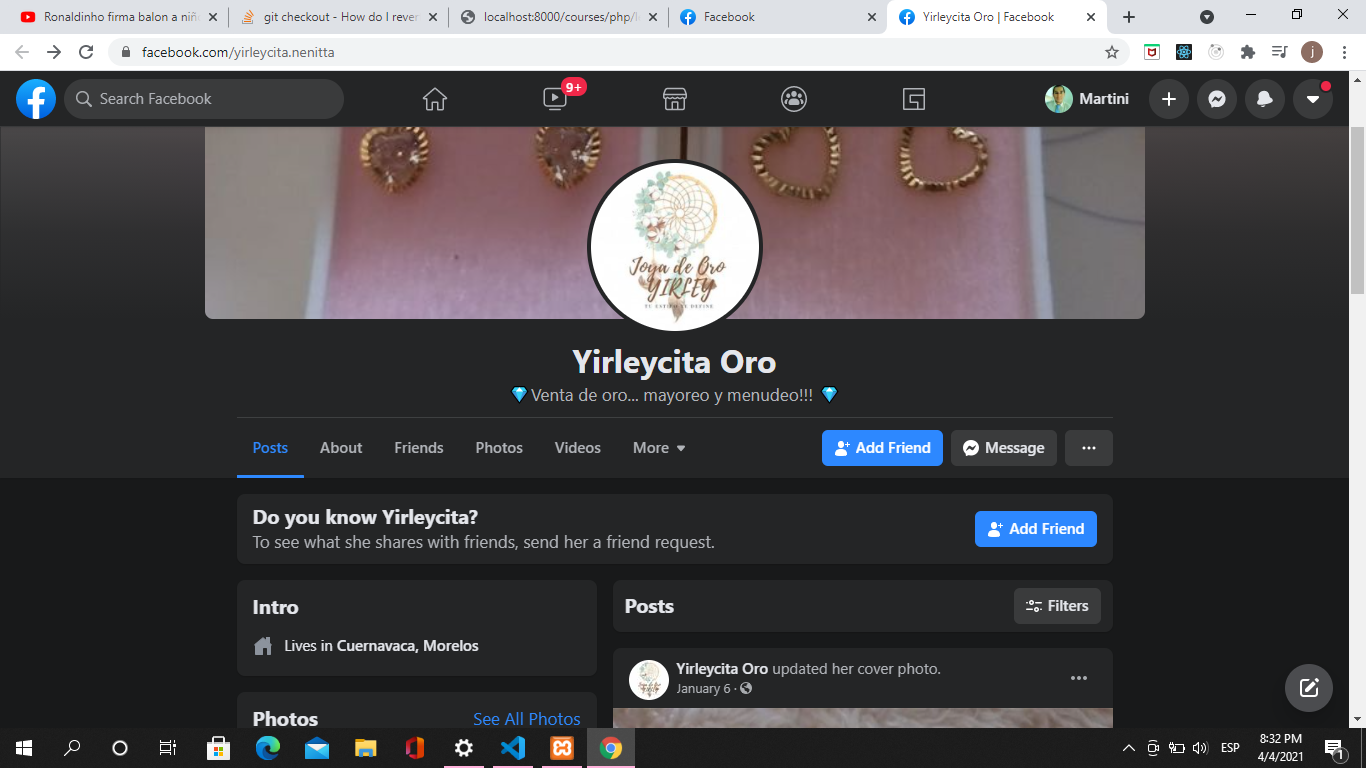 Ronaldinho firma balon a niñ
git checkout - How do I rever
localhost:8000/courses/php/l
Facebook
Yirleycita Oro | Facebook
facebook.com/yirleycita.nenitta
j
Search Facebook
9+
Martini
Joya de Oro
YIRLEY
TU ESTILO TE DEFINE
Yirleycita Oro
💎 Venta de oro... mayoreo y menudeo!!! 💎
Posts
About
Friends
Photos
Videos
More
Add Friend
Message
Do you know Yirleycita?
To see what she shares with friends, send her a friend request.
Add Friend
Intro
Lives in Cuernavaca, Morelos
Photos
See All Photos
Posts
Filters
Yirleycita Oro updated her cover photo.
January 6 ·
ESP
8:32 PM
4/4/2021
1